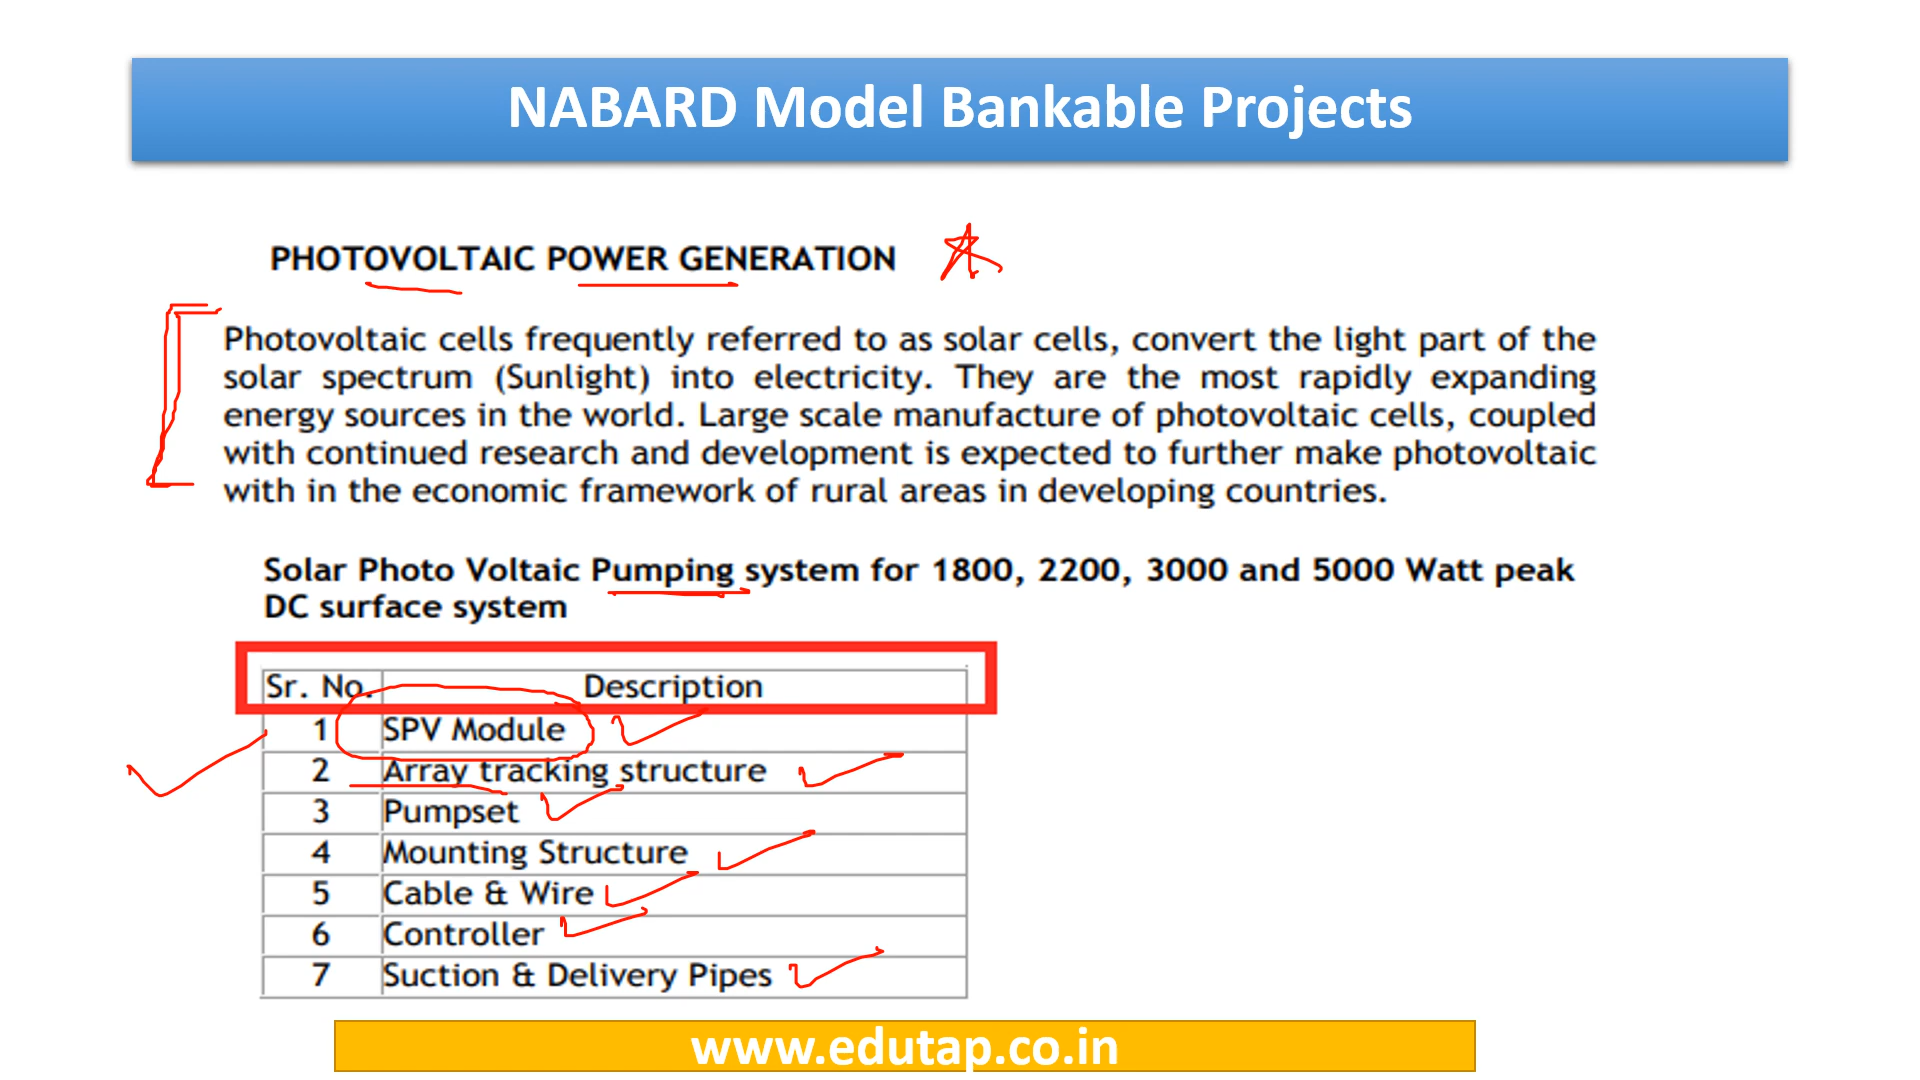 NABARD Model Bankable Projects
PHOTOVOLTAIC POWER GENERATION
Photovoltaic cells frequently referred to as solar cells, convert the light part of the
solar spectrum (Sunlight) into electricity. They are the most rapidly expanding
energy sources in the world. Large scale manufacture of photovoltaic cells, coupled
with continued research and development is expected to further make photovoltaic
with in the economic framework of rural areas in developing countries.
Solar Photo Voltaic Pumping system for 1800, 2200, 3000 and 5000 Watt peak
DC surface system
Sr. No. Description
1 SPV Module
2 Array tracking structure
3 Pumpset
4 Mounting Structure
5 Cable & Wire
6 Controller
7 Suction & Delivery Pipes
www.edutap.co.in